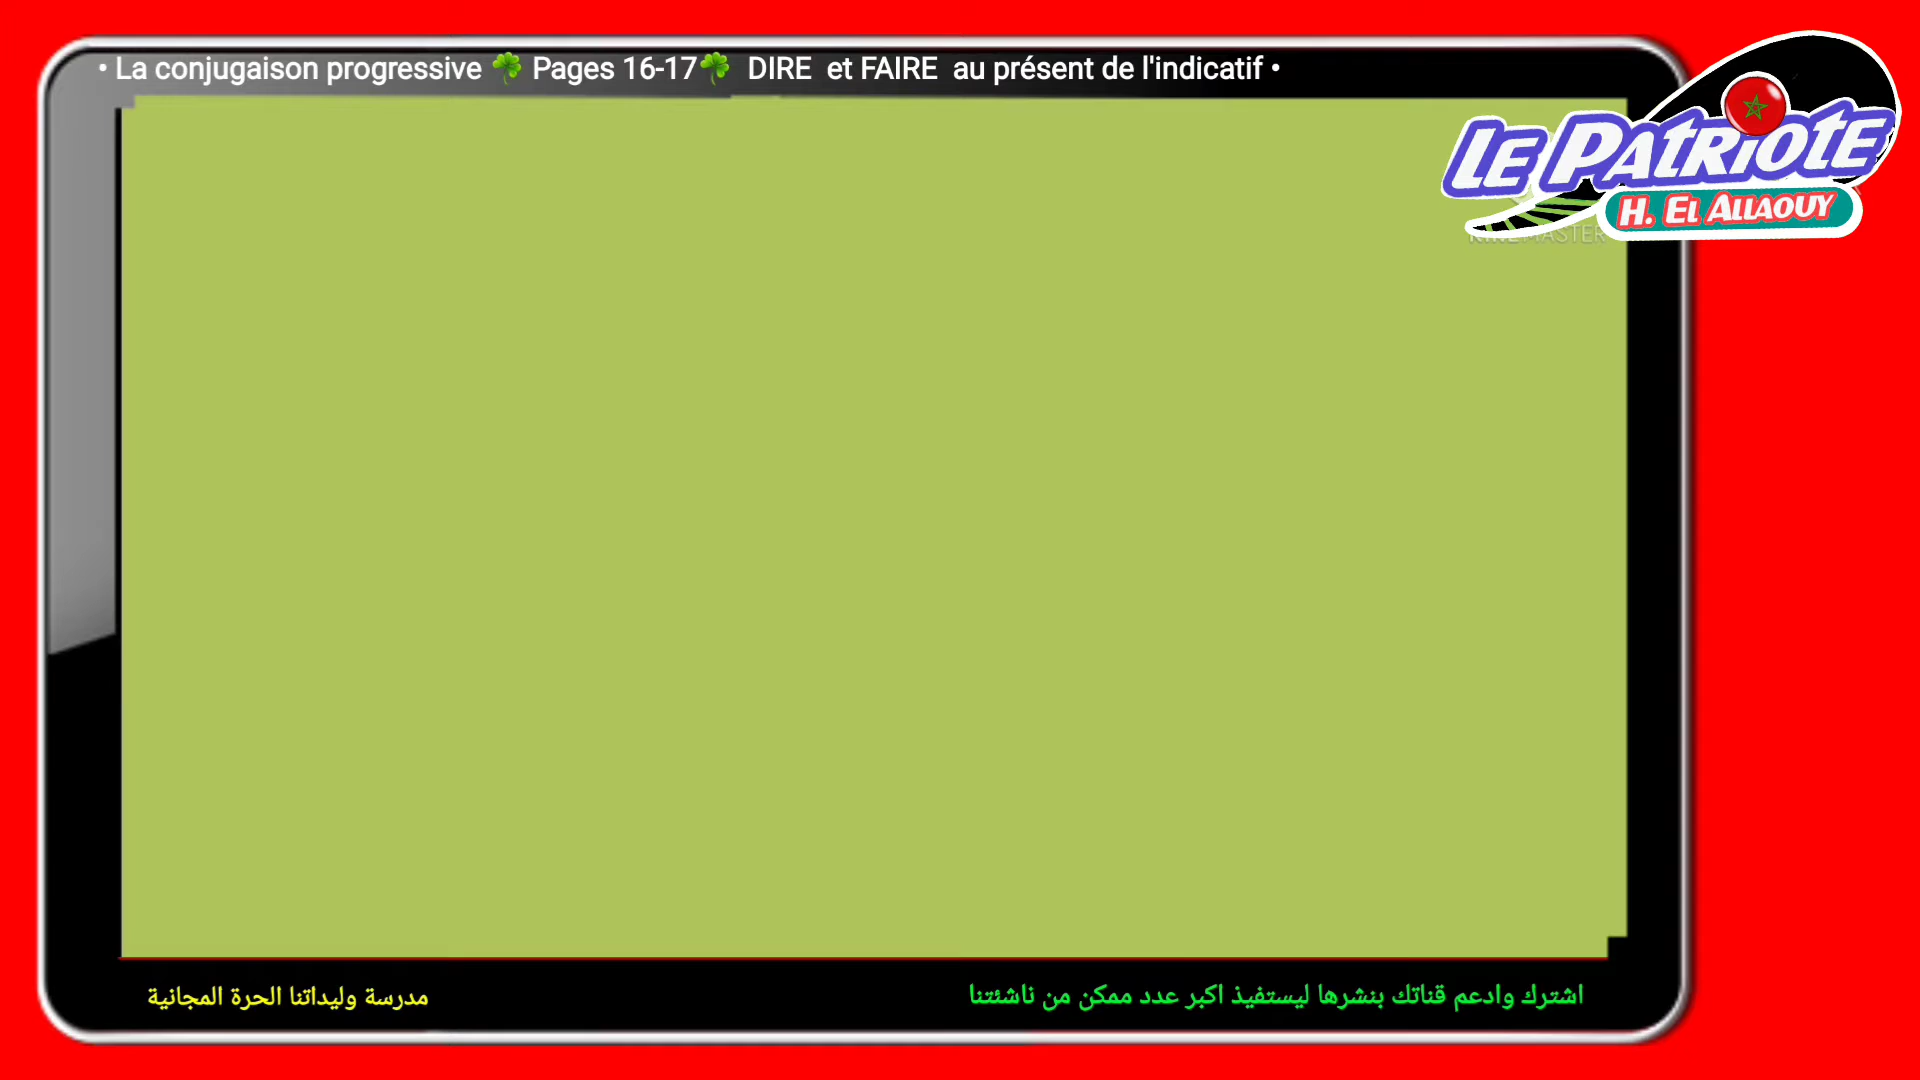 • La conjugaison progressive ☘ Pages 16-17☘ DIRE et FAIRE au présent de l'indicatif •
LE PATRIOTE
H. EL ALLAOUY
KINEMASTER
اشترك وادعم قناتك بنشرها ليستفيذ اكبر عدد ممكن من ناشئتنا
مدرسة وليداتنا الحرة المجانية